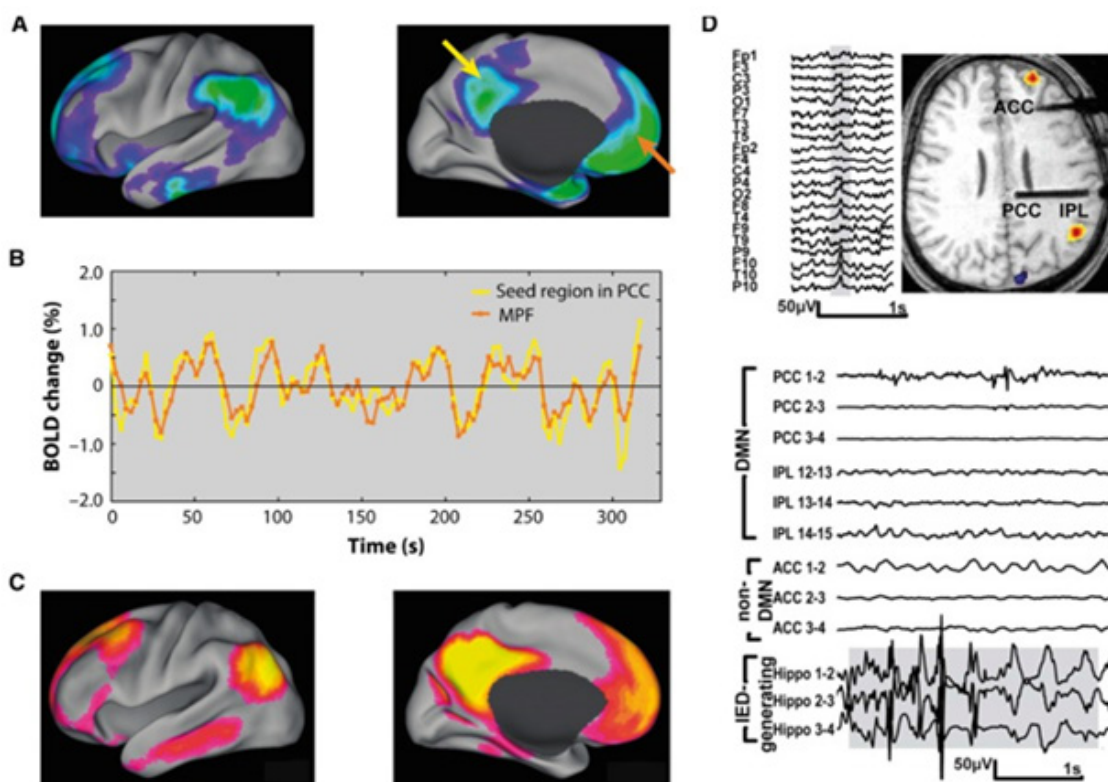 A
B
2.0
1.0
0
−1.0
−2.0
BOLD change (%)
Seed region in PCC
MPF
0
50
100
150
200
250
300
Time (s)
C
D
Fp1
F3
C3
P3
O1
F7
T3
T5
Fp2
F4
C4
P4
O2
F8
T4
F9
T9
P9
F10
T10
P10
50μV
1s
ACC
PCC IPL
DMN
PCC 1-2
PCC 2-3
PCC 3-4
IPL 12-13
IPL 13-14
IPL 14-15
non-
DMN
ACC 1-2
ACC 2-3
ACC 3-4
IED-
generating
Hippo 1-2
Hippo 2-3
Hippo 3-4
50μV
1s